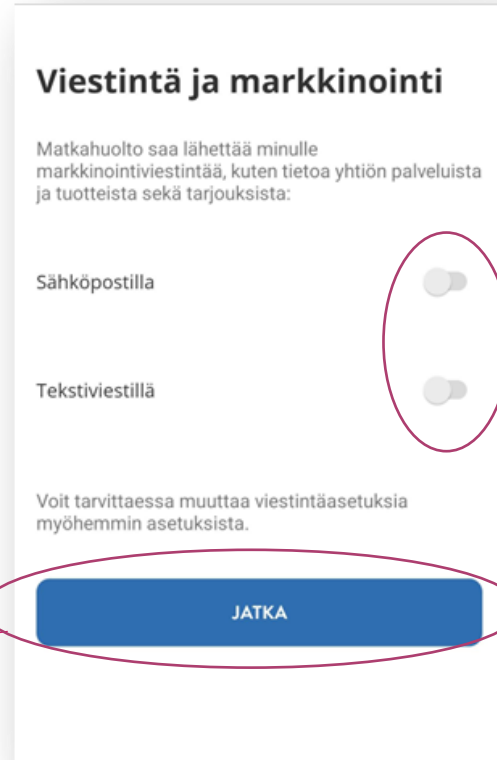 Viestintä ja markkinointi
Matkahuolto saa lähettää minulle
markkinointiviestintää, kuten tietoa yhtiön palveluista
ja tuotteista sekä tarjouksista:
Sähköpostilla
Tekstiviestillä
Voit tarvittaessa muuttaa viestintäasetuksia
myöhemmin asetuksista.
JATKA